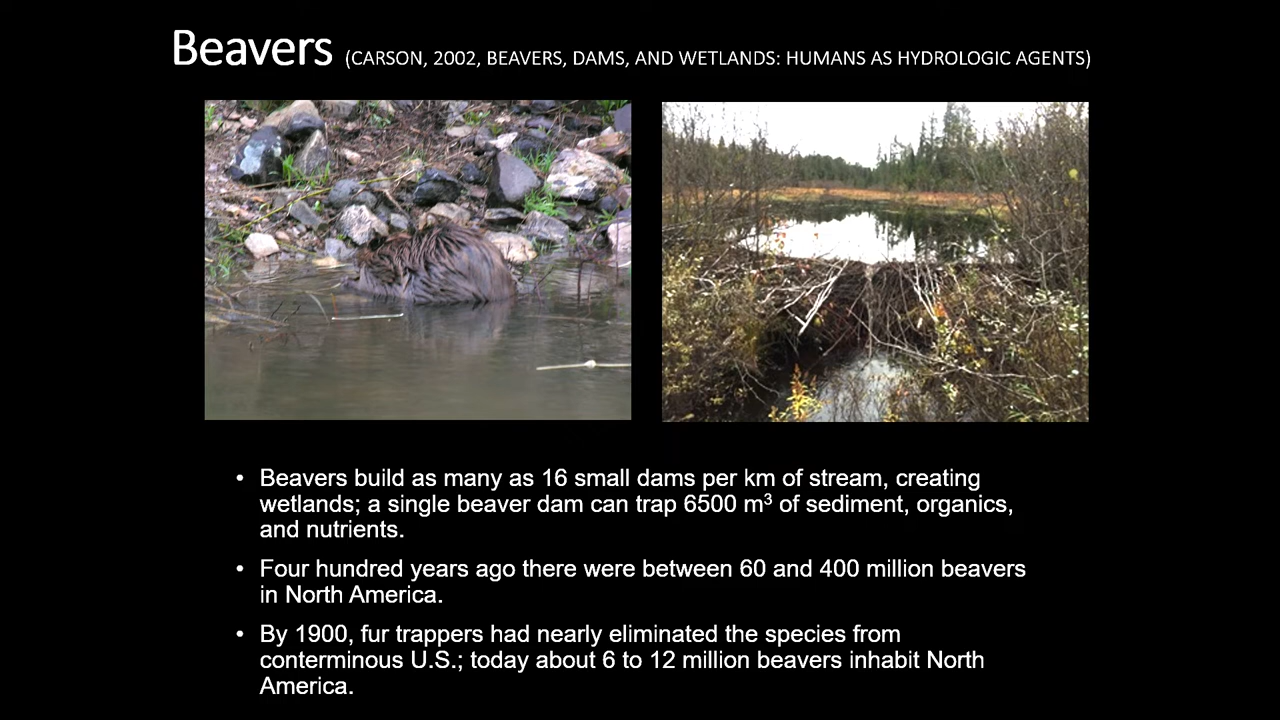 Beavers (CARSON, 2002, BEAVERS, DAMS, AND WETLANDS: HUMANS AS HYDROLOGIC AGENTS)
• Beavers build as many as 16 small dams per km of stream, creating
wetlands; a single beaver dam can trap 6500 m³ of sediment, organics,
and nutrients.
• Four hundred years ago there were between 60 and 400 million beavers
in North America.
• By 1900, fur trappers had nearly eliminated the species from
conterminous U.S.; today about 6 to 12 million beavers inhabit North
America.